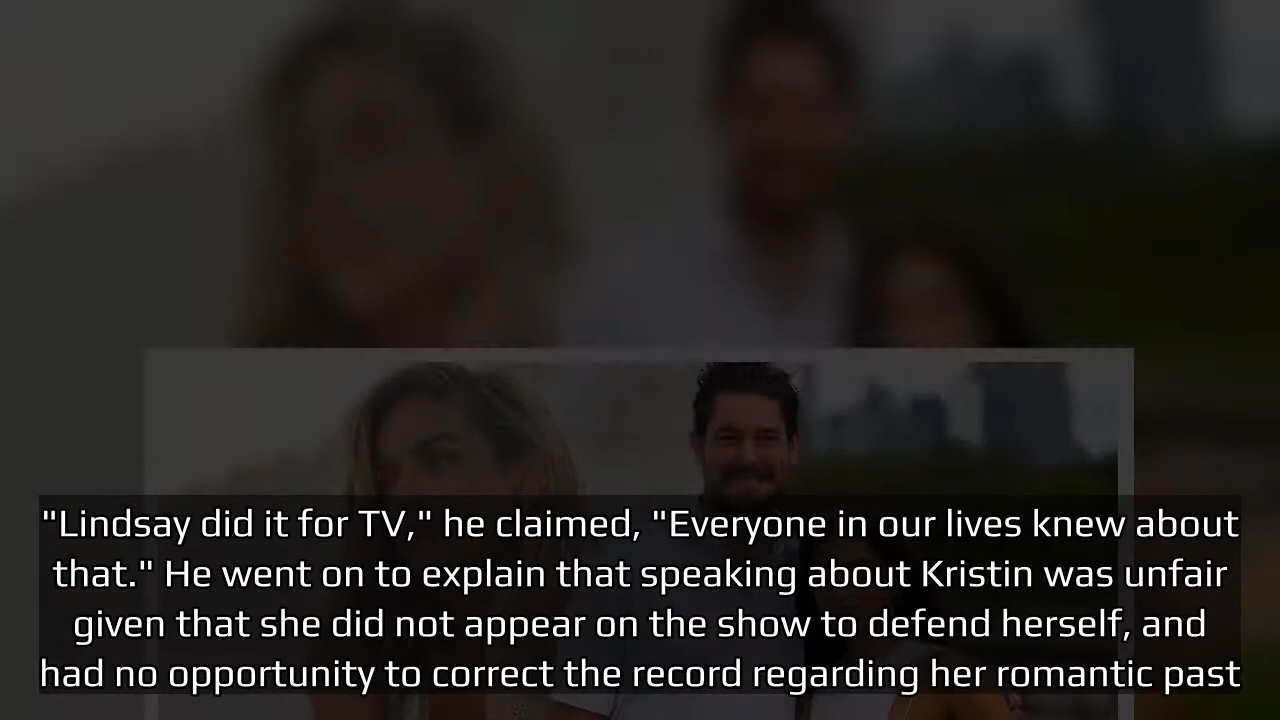 "Lindsay did it for TV," he claimed, "Everyone in our lives knew about
that." He went on to explain that speaking about Kristin was unfair
given that she did not appear on the show to defend herself, and
had no opportunity to correct the record regarding her romantic past